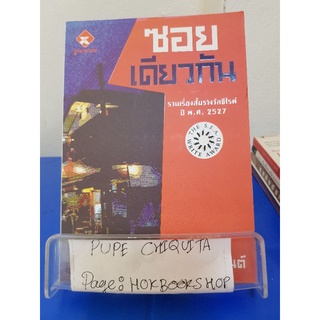 ซอย
เดียวกัน
รวมเรื่องสั้นรางวัลซีไรต์
ปี พ.ศ. 2527
THE S.E.A. WRITE AWARD
PUPE CHIQUITA
Page: HOKBOOKSHOP